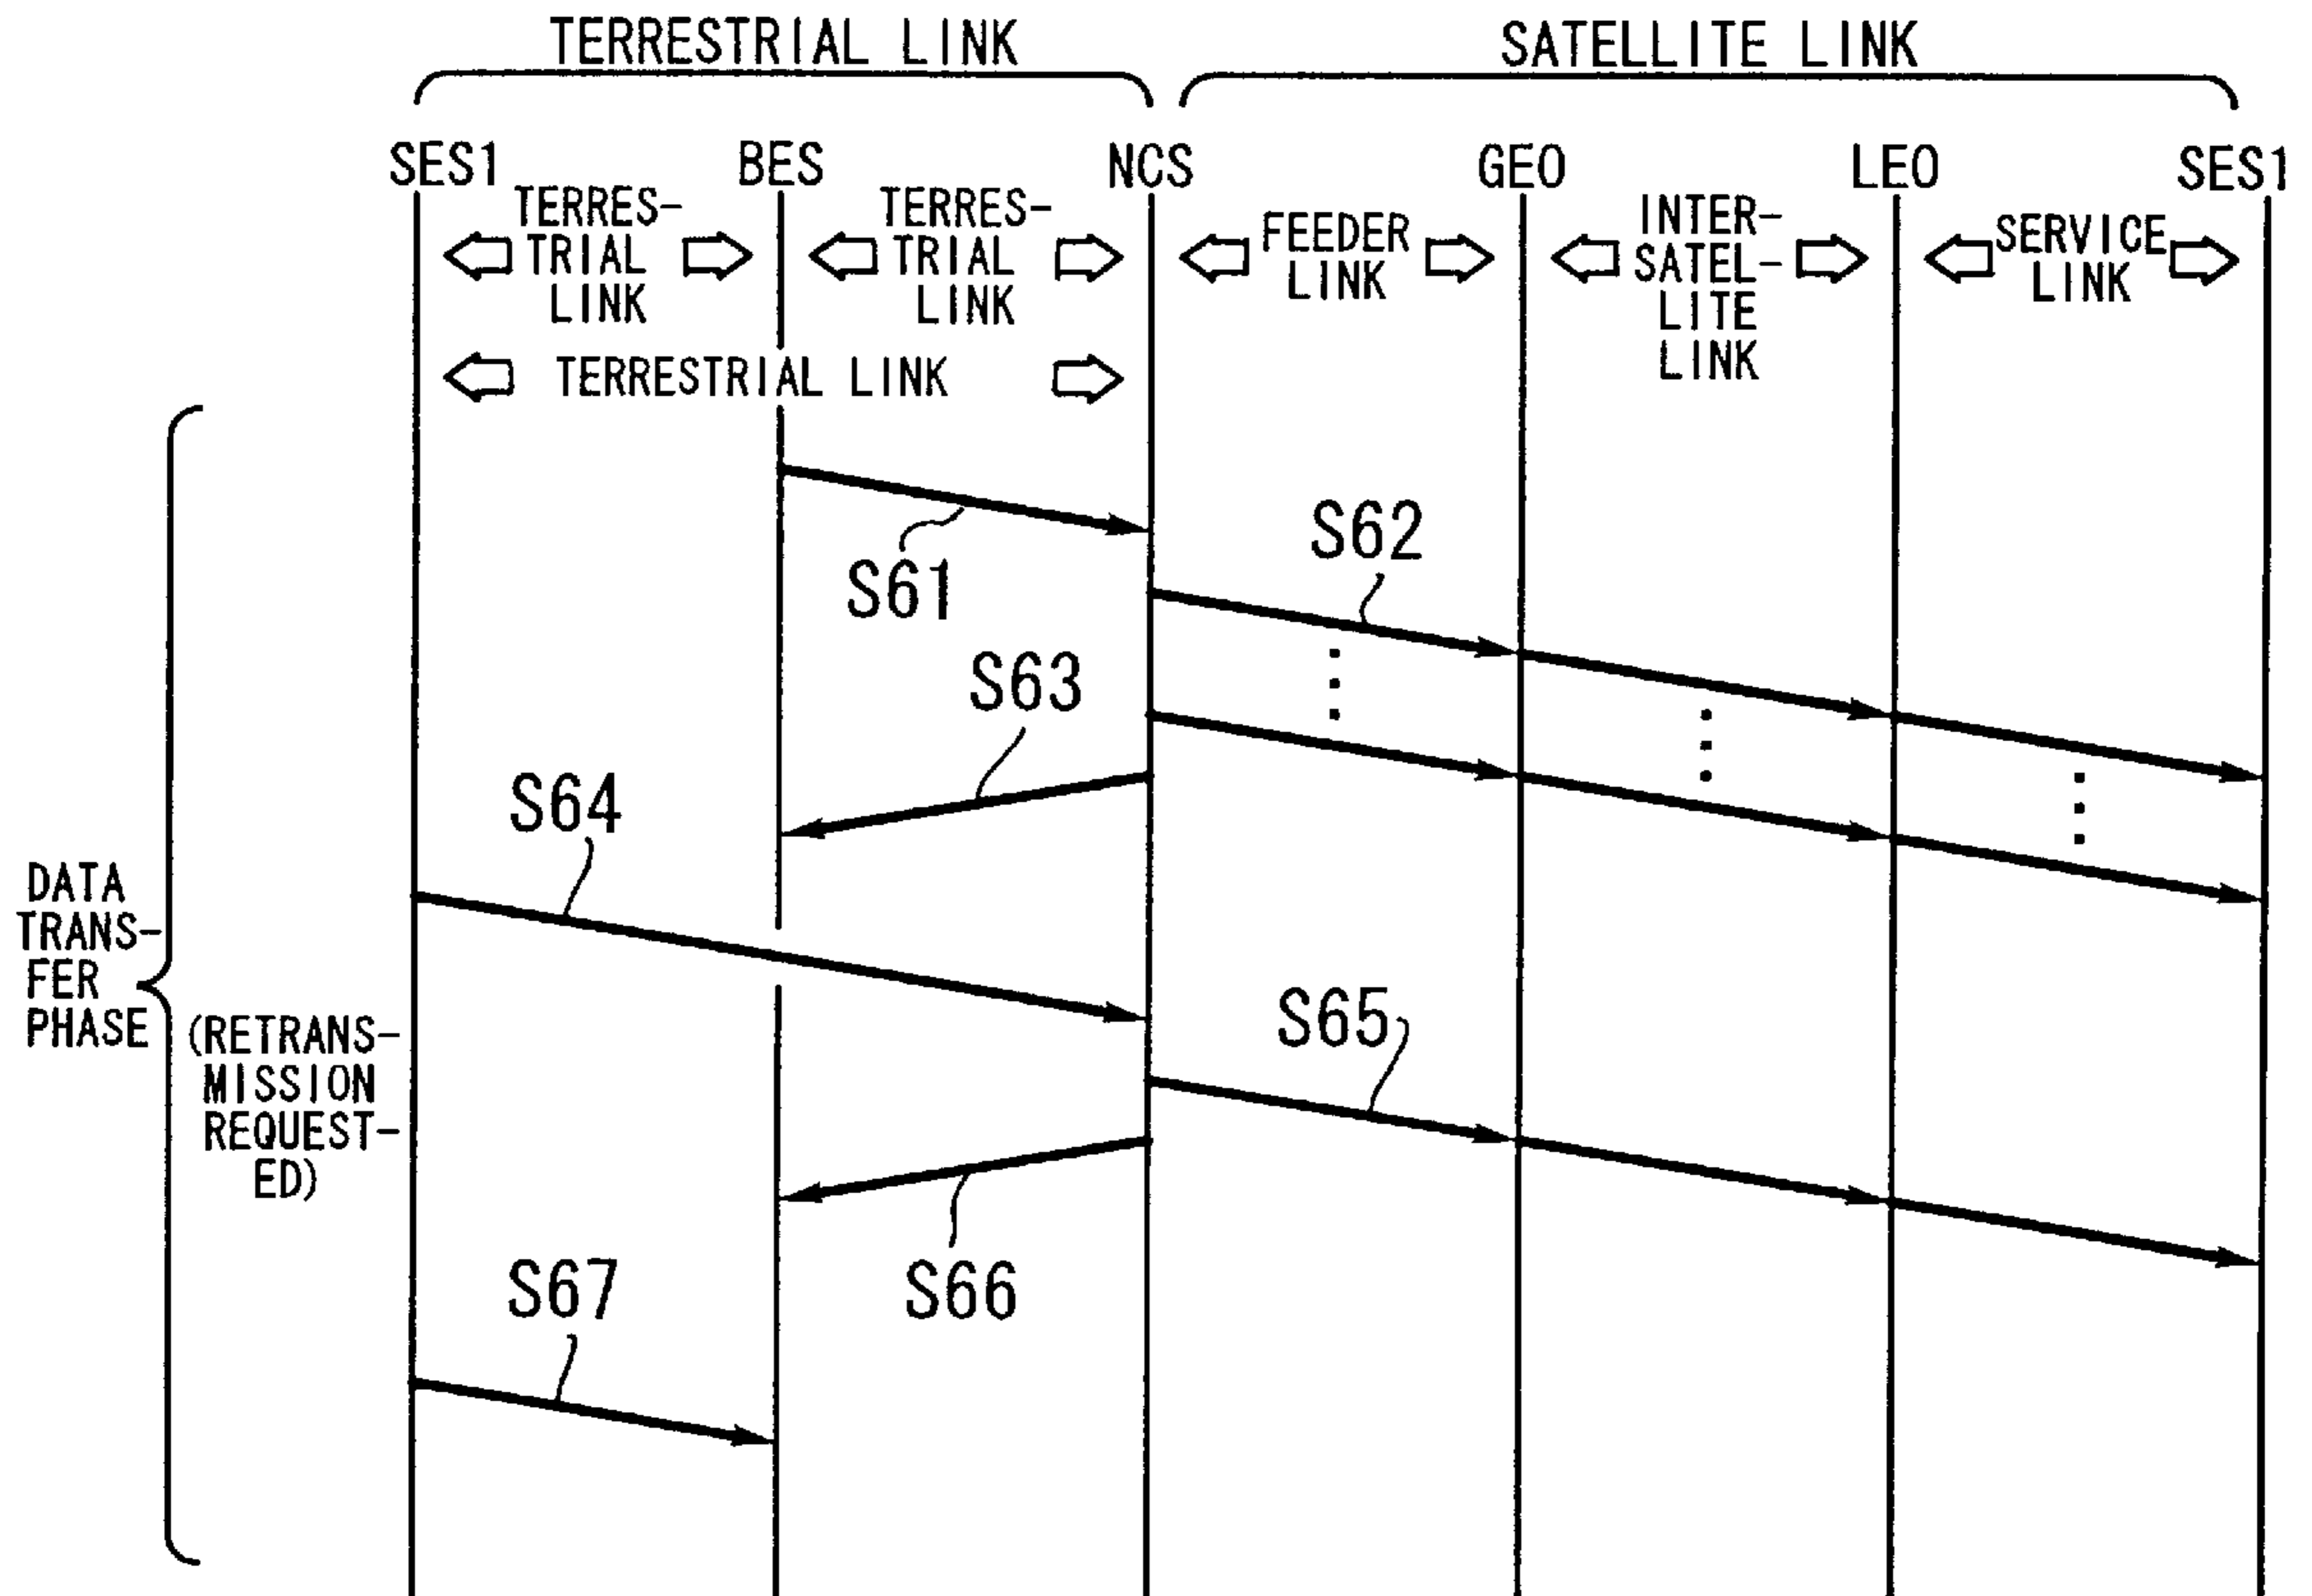 TERRESTRIAL LINK
SATELLITE LINK
SES1
BES
NCS
GEO
LEO
SES1
TERRES-
TRIAL
LINK
TERRES-
TRIAL
LINK
FEEDER
LINK
INTER-
SATEL-
LITE
LINK
SERVICE
LINK
TERRESTRIAL LINK
S61
S62
S63
S64
DATA
TRANS-
FER
PHASE
(RETRANS-
MISSION
REQUEST-
ED)
S65
S66
S67